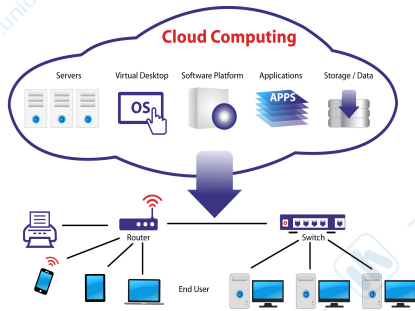 Cloud Computing
Servers
Virtual Desktop
Software Platform
Applications
Storage / Data
OS
APPS
Router
Switch
End User